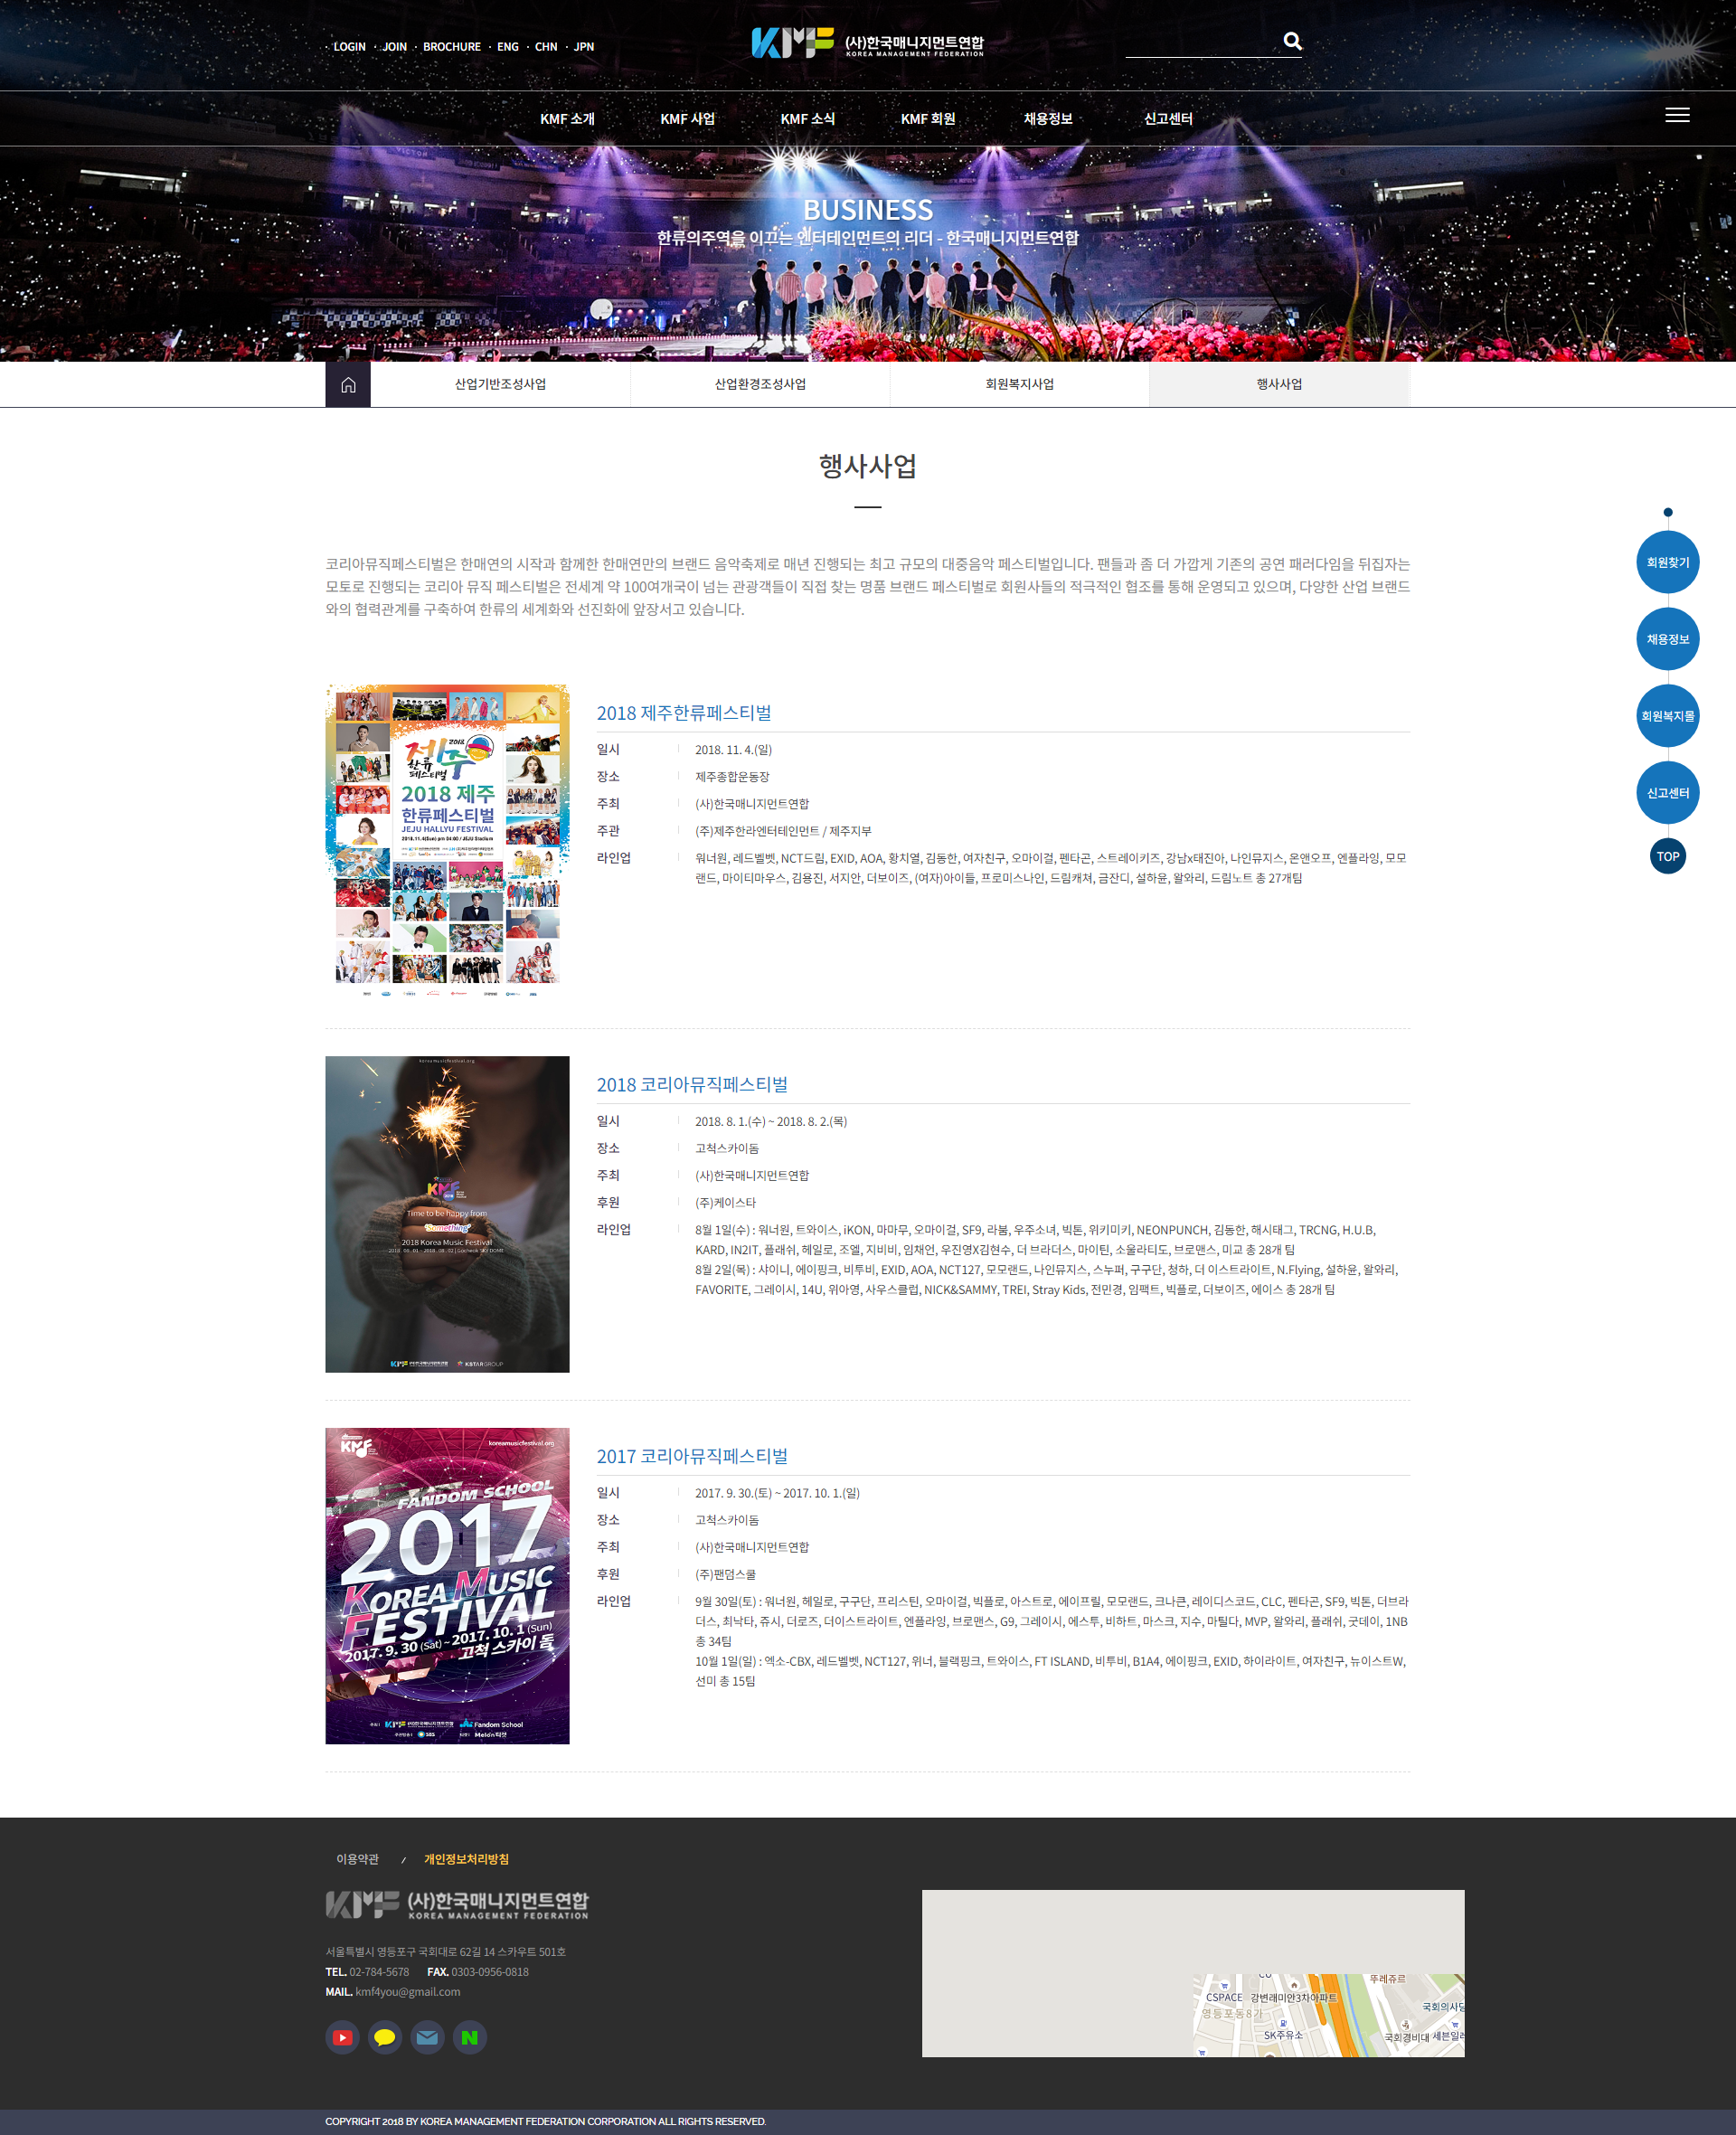 LOGIN · JOIN · BROCHURE · ENG · CHN · JPN
KMF (사)한국매니지먼트연합
KOREA MANAGEMENT FEDERATION
KMF 소개 KMF 사업 KMF 소식 KMF 회원 채용정보 신고센터
BUSINESS
한류의주역을 이끄는 엔터테인먼트의 리더 - 한국매니지먼트연합
산업기반조성사업 산업환경조성사업 회원복지사업 행사사업
행사사업
코리아뮤직페스티벌은 한매연의 시작과 함께한 한매연만의 브랜드 음악축제로 매년 진행되는 최고 규모의 대중음악 페스티벌입니다. 팬들과 좀 더 가깝게 기존의 공연 패러다임을 뒤집자는
모토로 진행되는 코리아 뮤직 페스티벌은 전세계 약 100여개국이 넘는 관광객들이 직접 찾는 명품 브랜드 페스티벌로 회원사들의 적극적인 협조를 통해 운영되고 있으며, 다양한 산업 브랜드
와의 협력관계를 구축하여 한류의 세계화와 선진화에 앞장서고 있습니다.
회원찾기
채용정보
회원복지몰
신고센터
TOP
2018
제주
한류
페스티벌
2018 제주
한류페스티벌
JEJU HALLYU FESTIVAL
2018 제주한류페스티벌
일시 2018. 11. 4.(일)
장소 제주종합운동장
주최 (사)한국매니지먼트연합
주관 (주)제주한라엔터테인먼트 / 제주지부
라인업 워너원, 레드벨벳, NCT드림, EXID, AOA, 황치열, 김동한, 여자친구, 오마이걸, 펜타곤, 스트레이키즈, 강남x태진아, 나인뮤지스, 온앤오프, 엔플라잉, 모모
랜드, 마이티마우스, 김용진, 서지안, 더보이즈, (여자)아이들, 프로미스나인, 드림캐쳐, 금잔디, 설하윤, 왈와리, 드림노트 총 27개팀
koreamusicfestival.org
KMF
Time to be happy from
'Something'
2018 Korea Music Festival
2018. 08. 01 - 2018. 08. 02 | Gocheok SKYDOME
KMF KSTAR GROUP
2018 코리아뮤직페스티벌
일시 2018. 8. 1.(수) ~ 2018. 8. 2.(목)
장소 고척스카이돔
주최 (사)한국매니지먼트연합
후원 (주)케이스타
라인업 8월 1일(수) : 워너원, 트와이스, iKON, 마마무, 오마이걸, SF9, 라붐, 우주소녀, 빅톤, 위키미키, NEONPUNCH, 김동한, 해시태그, TRCNG, H.U.B,
KARD, IN2IT, 플래쉬, 헤일로, 조엘, 지비비, 임채언, 우진영X김현수, 더 브라더스, 마이틴, 소울라티도, 브로맨스, 미교 총 28개 팀
8월 2일(목) : 샤이니, 에이핑크, 비투비, EXID, AOA, NCT127, 모모랜드, 나인뮤지스, 스누퍼, 구구단, 청하, 더 이스트라이트, N.Flying, 설하윤, 왈와리,
FAVORITE, 그레이시, 14U, 위아영, 사우스클럽, NICK&SAMMY, TREI, Stray Kids, 전민경, 임팩트, 빅플로, 더보이즈, 에이스 총 28개 팀
KMF koreamusicfestival.org
FANDOM SCHOOL
2017
KOREA MUSIC
FESTIVAL
2017. 9. 30 (Sat) ~ 2017. 10. 1 (Sun)
고척 스카이 돔
KMF Fandom School
SBS Melon티켓
2017 코리아뮤직페스티벌
일시 2017. 9. 30.(토) ~ 2017. 10. 1.(일)
장소 고척스카이돔
주최 (사)한국매니지먼트연합
후원 (주)팬덤스쿨
라인업 9월 30일(토) : 워너원, 헤일로, 구구단, 프리스틴, 오마이걸, 빅플로, 아스트로, 에이프릴, 모모랜드, 크나큰, 레이디스코드, CLC, 펜타곤, SF9, 빅톤, 더브라
더스, 최낙타, 쥬시, 더로즈, 더이스트라이트, 엔플라잉, 브로맨스, G9, 그레이시, 에스투, 비하트, 마스크, 지수, 마틸다, MVP, 왈와리, 플래쉬, 굿데이, 1NB
총 34팀
10월 1일(일) : 엑소-CBX, 레드벨벳, NCT127, 위너, 블랙핑크, 트와이스, FT ISLAND, 비투비, B1A4, 에이핑크, EXID, 하이라이트, 여자친구, 뉴이스트W,
선미 총 15팀
이용약관 / 개인정보처리방침
KMF (사)한국매니지먼트연합
KOREA MANAGEMENT FEDERATION
서울특별시 영등포구 국회대로 62길 14 스카우트 501호
TEL. 02-784-5678 FAX. 0303-0956-0818
MAIL. kmf4you@gmail.com
CU 뚜레쥬르
CSPACE 강변래미안3차아파트
국회의사당
영등포동8가
SK주유소 국회경비대 세븐일레
COPYRIGHT 2018 BY KOREA MANAGEMENT FEDERATION CORPORATION ALL RIGHTS RESERVED.